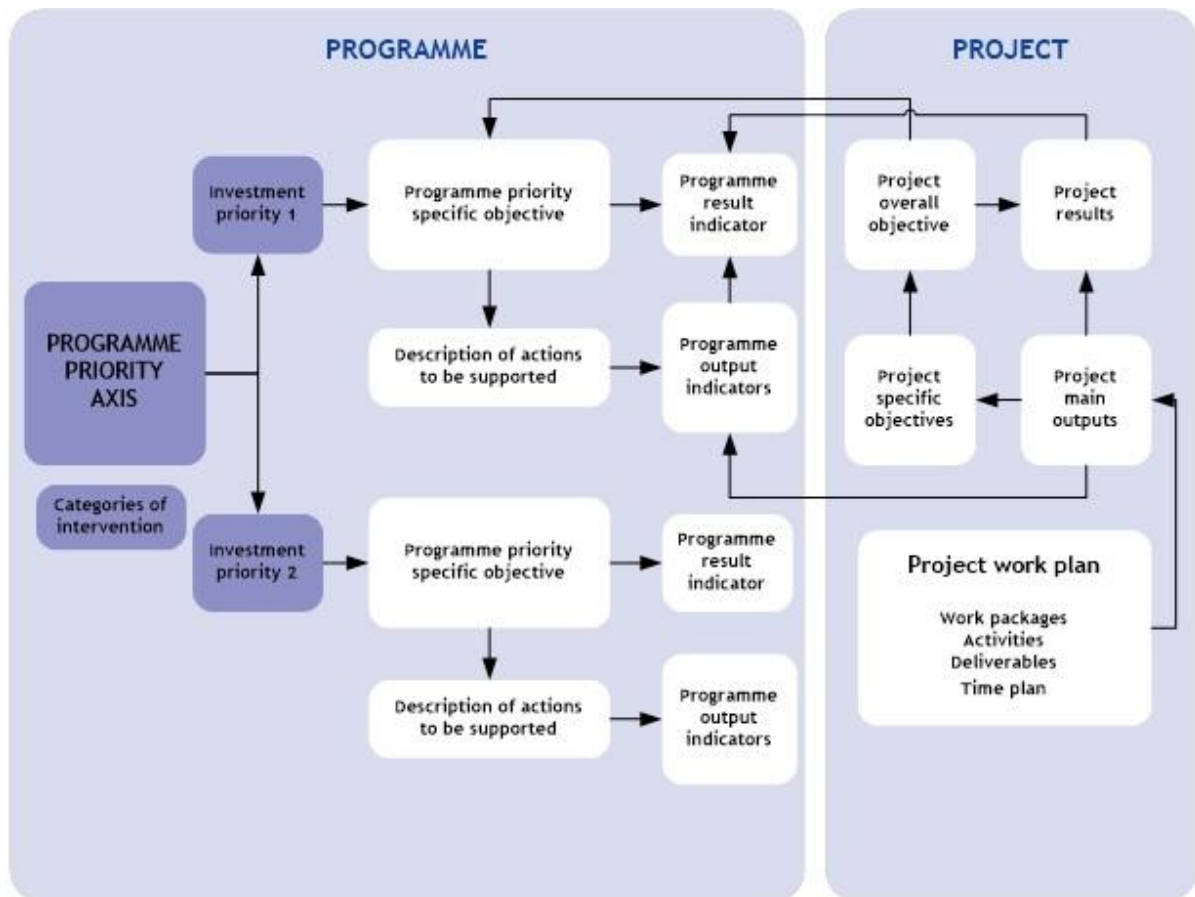 PROGRAMME
Investment
priority 1
Programme priority
specific objective
Programme
result
indicator
PROGRAMME
PRIORITY
AXIS
Description of actions
to be supported
Programme
output
indicators
Categories of
intervention
Investment
priority 2
Programme priority
specific objective
Programme
result
indicator
Description of actions
to be supported
Programme
output
indicators
PROJECT
Project
overall
objective
Project
results
Project
specific
objectives
Project
main
outputs
Project work plan
Work packages
Activities
Deliverables
Time plan